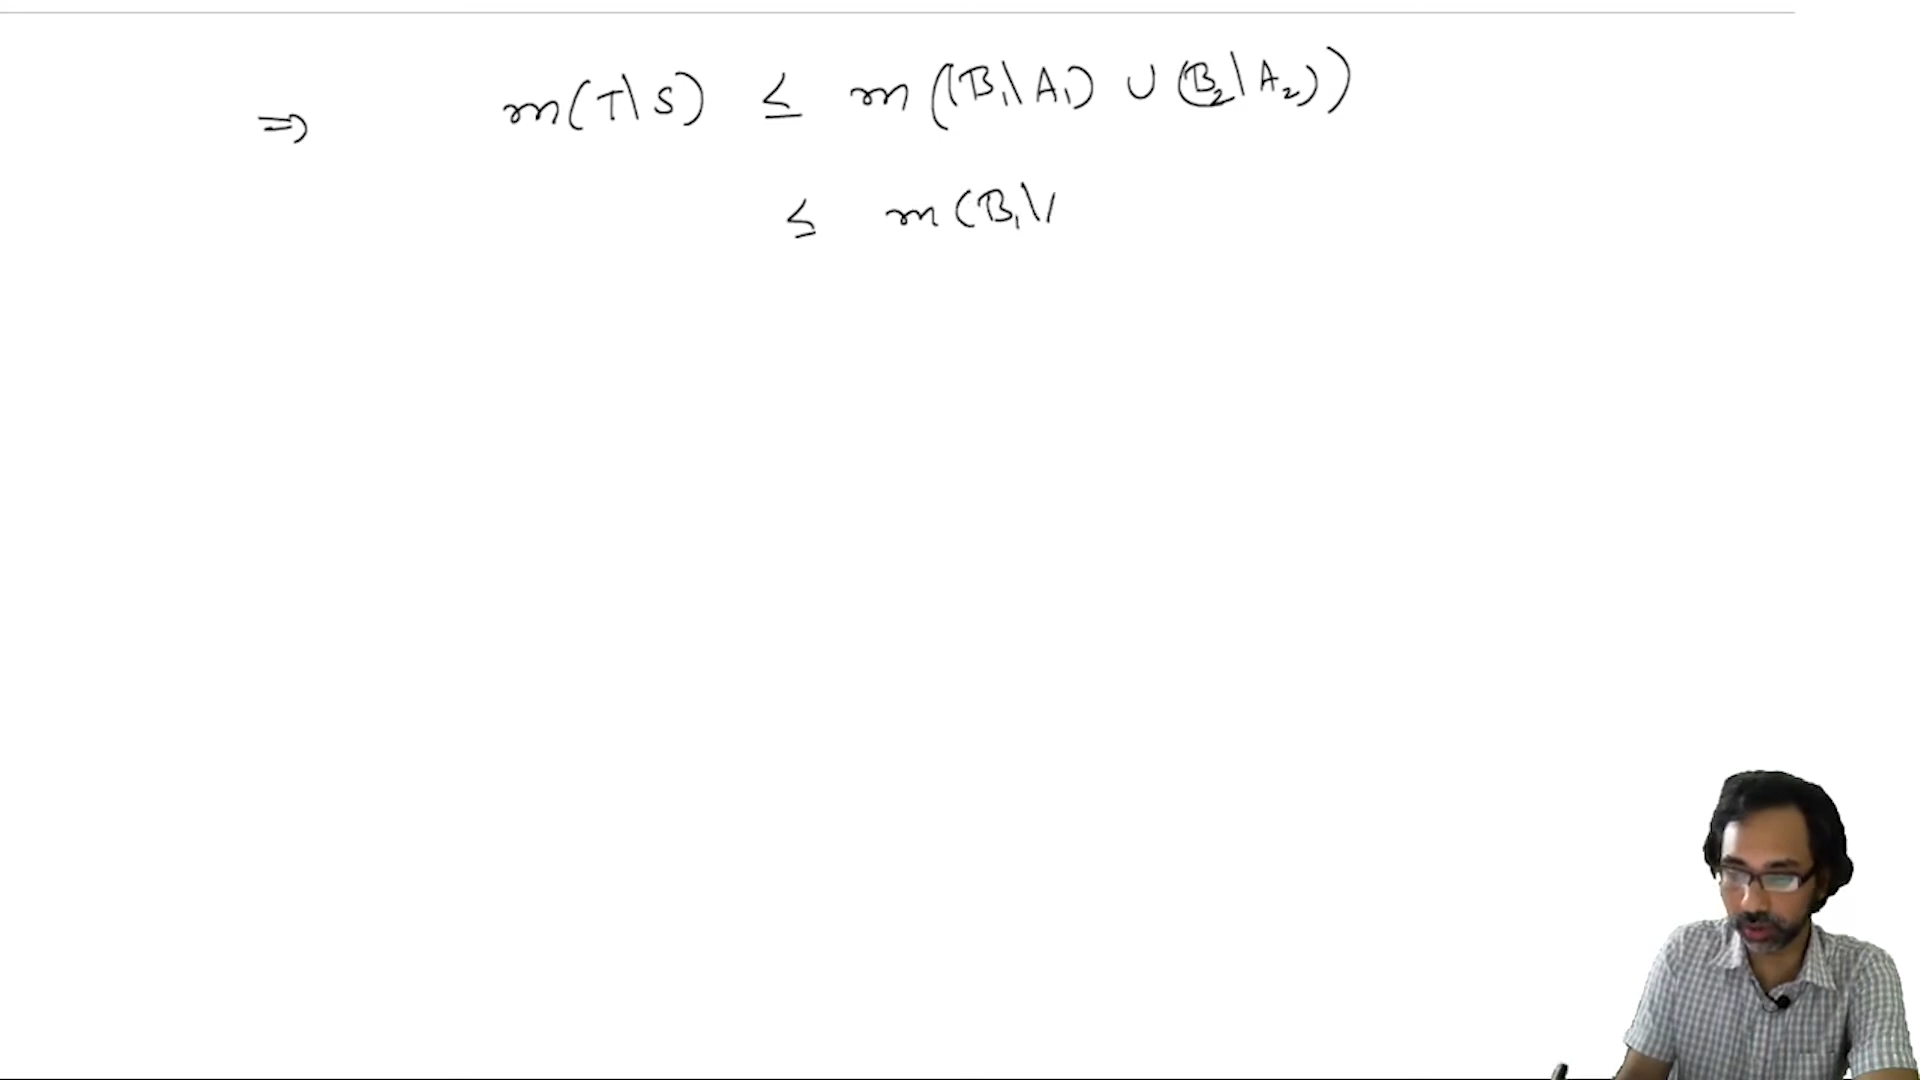 ⇒ m(T\S) ≤ m((B₁\A₁) ∪ (B₂\A₂))
≤ m(B₁\